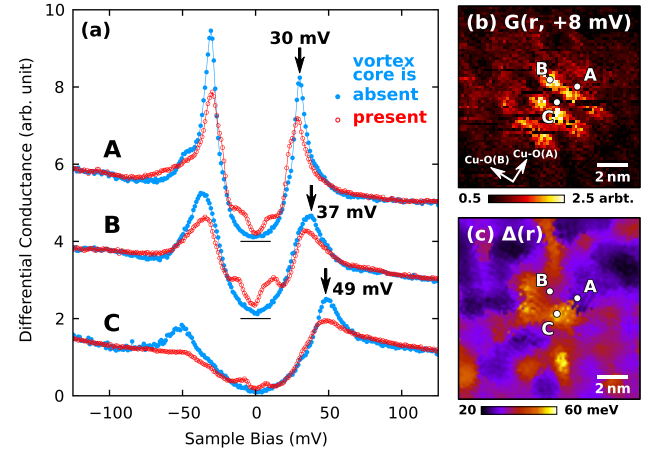 (a)
30 mV
vortex
core is
absent
present
A
B
37 mV
C
49 mV
10
8
6
4
2
0
−100
−50
0
50
100
Sample Bias (mV)
Differential Conductance (arb. unit)
(b) G(r, +8 mV)
B
A
C
Cu-O(B)
Cu-O(A)
2 nm
0.5
2.5 arbt.
(c) Δ(r)
B
A
C
2 nm
20
60 meV